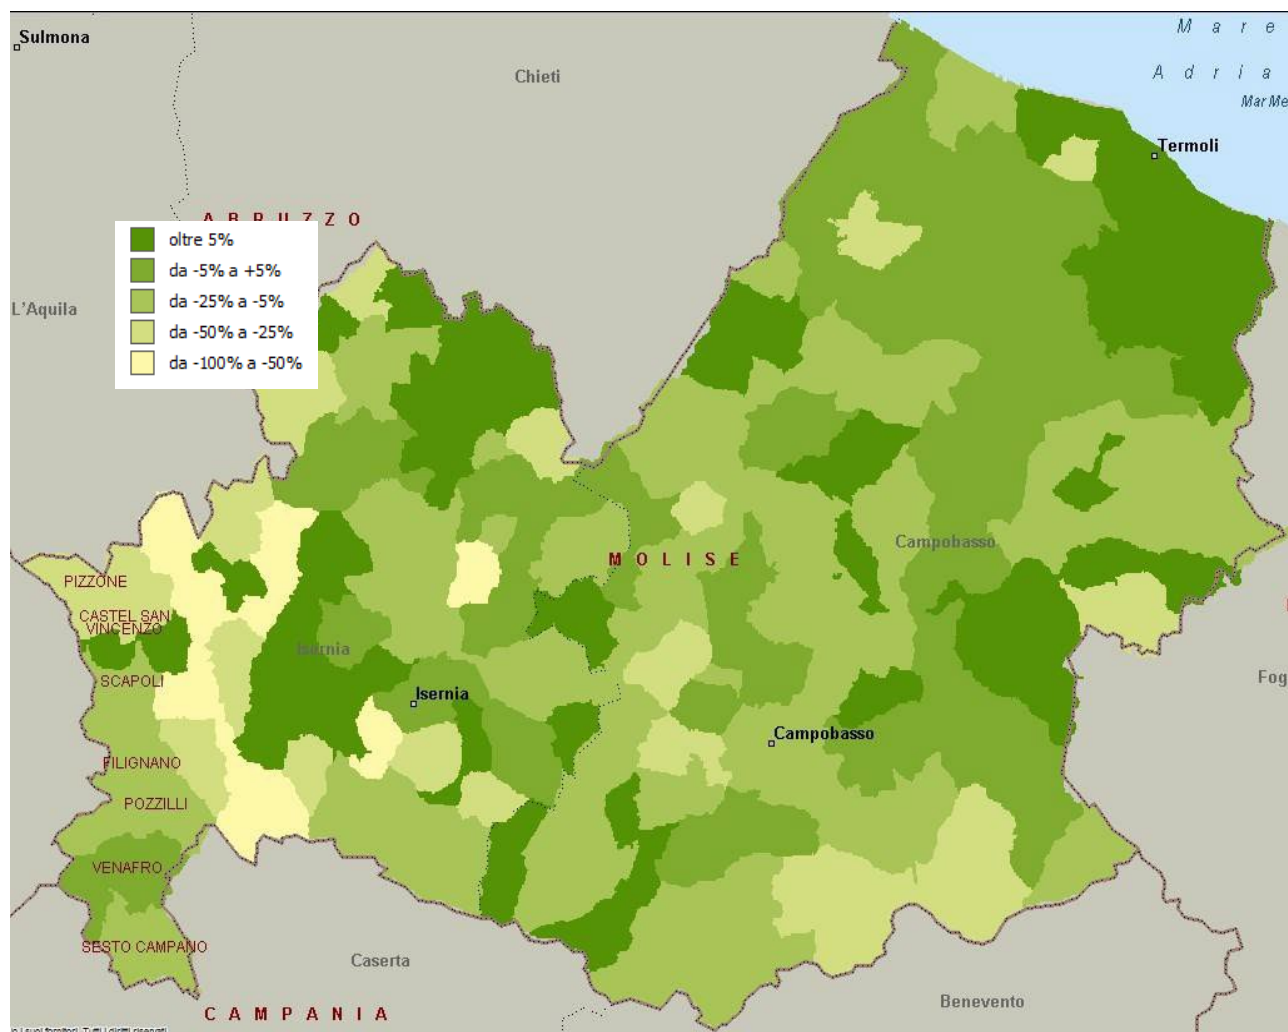 Sulmona
Mare
Adria
Mar Me
Chieti
Termoli
ABRUZZO
oltre 5%
da -5% a +5%
da -25% a -5%
da -50% a -25%
da -100% a -50%
L'Aquila
Campobasso
MOLISE
PIZZONE
CASTEL SAN
VINCENZO
Isernia
SCAPOLI
Fog
Isernia
Campobasso
FILIGNANO
POZZILLI
VENAFRO
SESTO CAMPANO
Caserta
Benevento
CAMPANIA